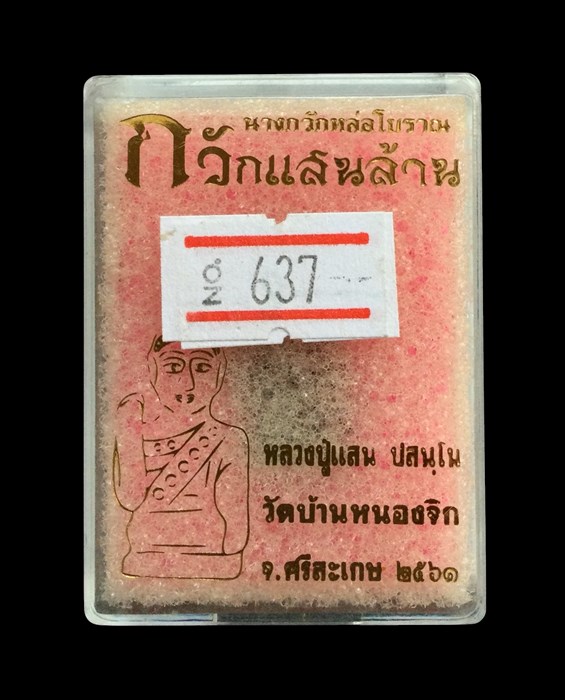 นางกวักหล่อโบราณ
กวักแสนล้าน
NO. 637
หลวงปู่แสน ปสนฺโน
วัดบ้านหนองจิก
จ.ศรีสะเกษ ๒๕๖๑